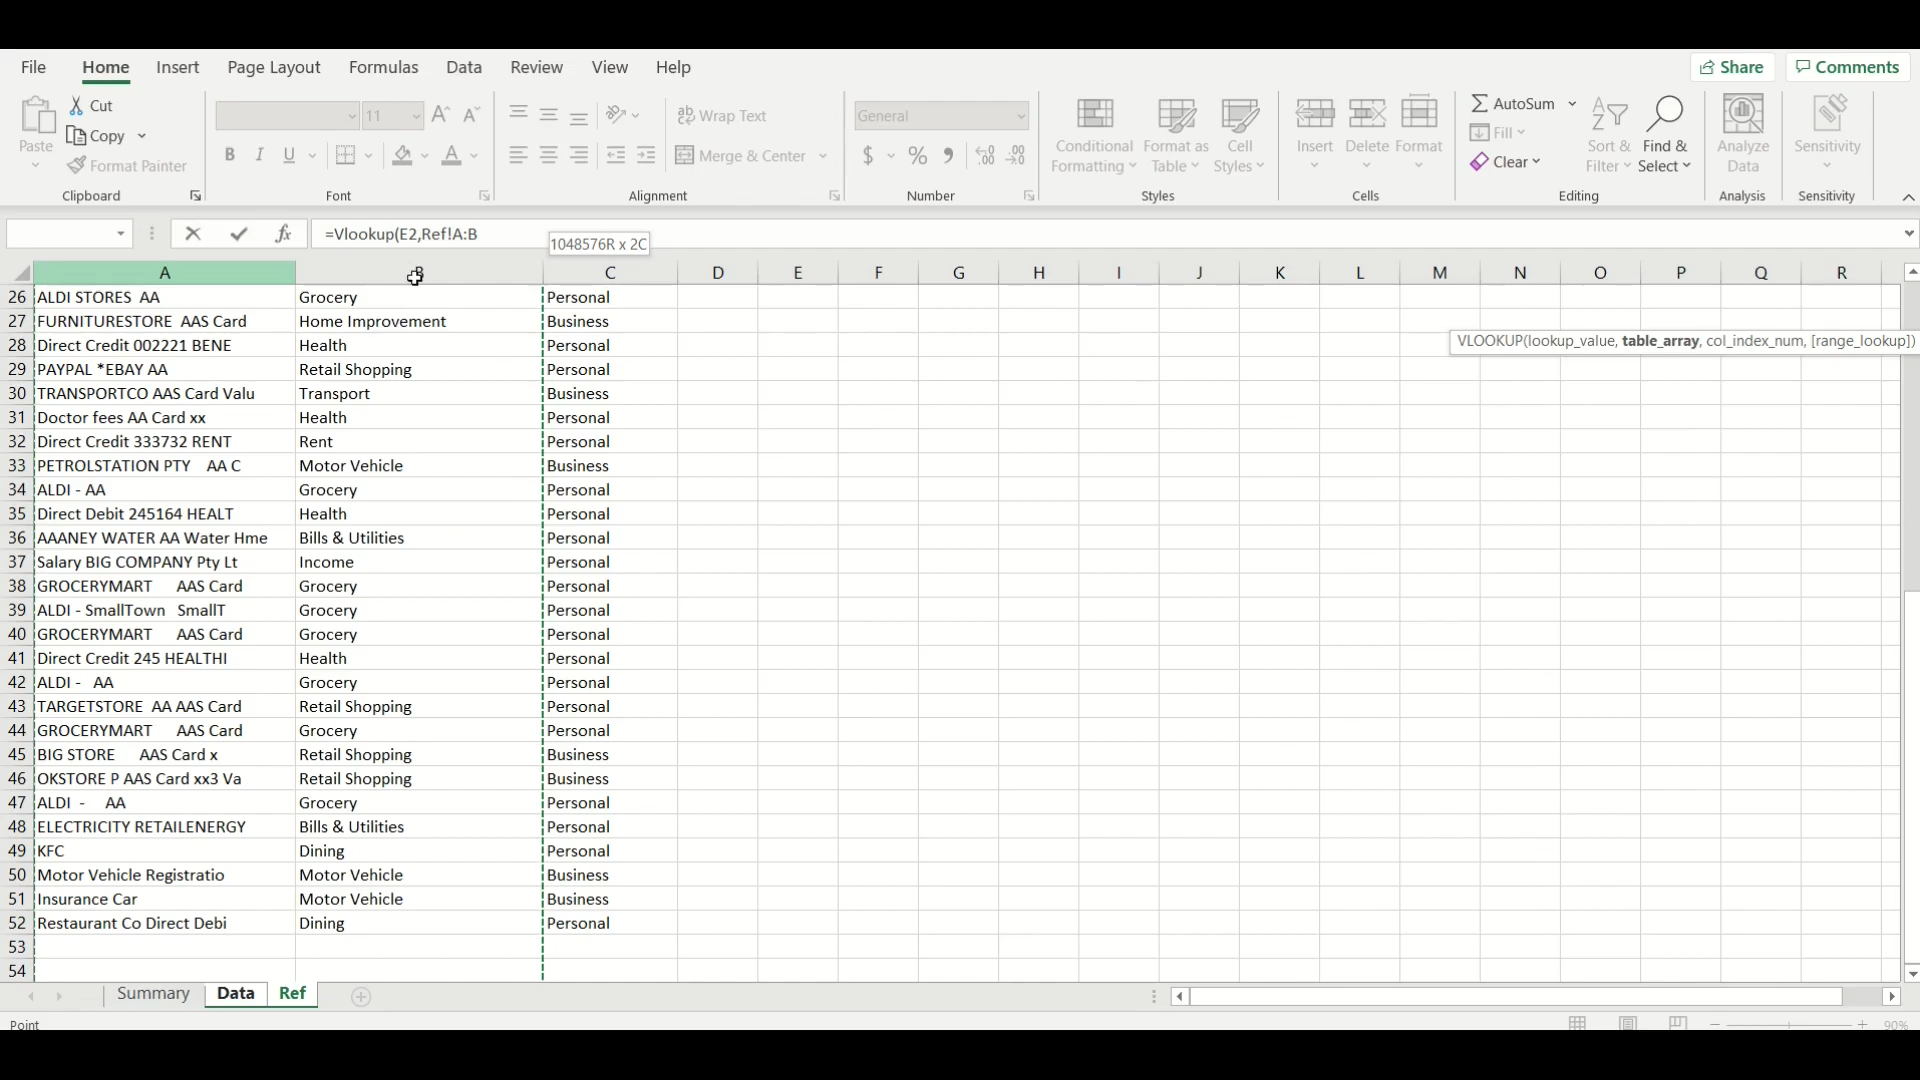 File Home Insert Page Layout Formulas Data Review View Help Share Comments
Paste Cut Copy Format Painter Clipboard
11 B I U A Font
Wrap Text Merge & Center Alignment
General $ % Number
Conditional Formatting Format as Table Cell Styles Styles
Insert Delete Format Cells
AutoSum Fill Clear Sort & Filter Find & Select Editing
Analyze Data Analysis
Sensitivity Sensitivity
fx =Vlookup(E2,Ref!A:B
1048576R x 2C
A B C D E F G H I J K L M N O P Q R
26 ALDI STORES  AA Grocery Personal
27 FURNITURESTORE  AAS Card Home Improvement Business
VLOOKUP(lookup_value, table_array, col_index_num, [range_lookup])
28 Direct Credit 002221 BENE Health Personal
29 PAYPAL *EBAY AA Retail Shopping Personal
30 TRANSPORTCO AAS Card Valu Transport Business
31 Doctor fees AA Card xx Health Personal
32 Direct Credit 333732 RENT Rent Personal
33 PETROLSTATION PTY    AA C Motor Vehicle Business
34 ALDI - AA Grocery Personal
35 Direct Debit 245164 HEALT Health Personal
36 AAANEY WATER AA Water Hme Bills & Utilities Personal
37 Salary BIG COMPANY Pty Lt Income Personal
38 GROCERYMART      AAS Card Grocery Personal
39 ALDI - SmallTown   SmallT Grocery Personal
40 GROCERYMART      AAS Card Grocery Personal
41 Direct Credit 245 HEALTHI Health Personal
42 ALDI -   AA Grocery Personal
43 TARGETSTORE  AA AAS Card Retail Shopping Personal
44 GROCERYMART      AAS Card Grocery Personal
45 BIG STORE      AAS Card x Retail Shopping Business
46 OKSTORE P AAS Card xx3 Va Retail Shopping Business
47 ALDI  -     AA Grocery Personal
48 ELECTRICITY RETAILENERGY Bills & Utilities Personal
49 KFC Dining Personal
50 Motor Vehicle Registratio Motor Vehicle Business
51 Insurance Car Motor Vehicle Business
52 Restaurant Co Direct Debi Dining Personal
53
54
Summary Data Ref
Point 90%